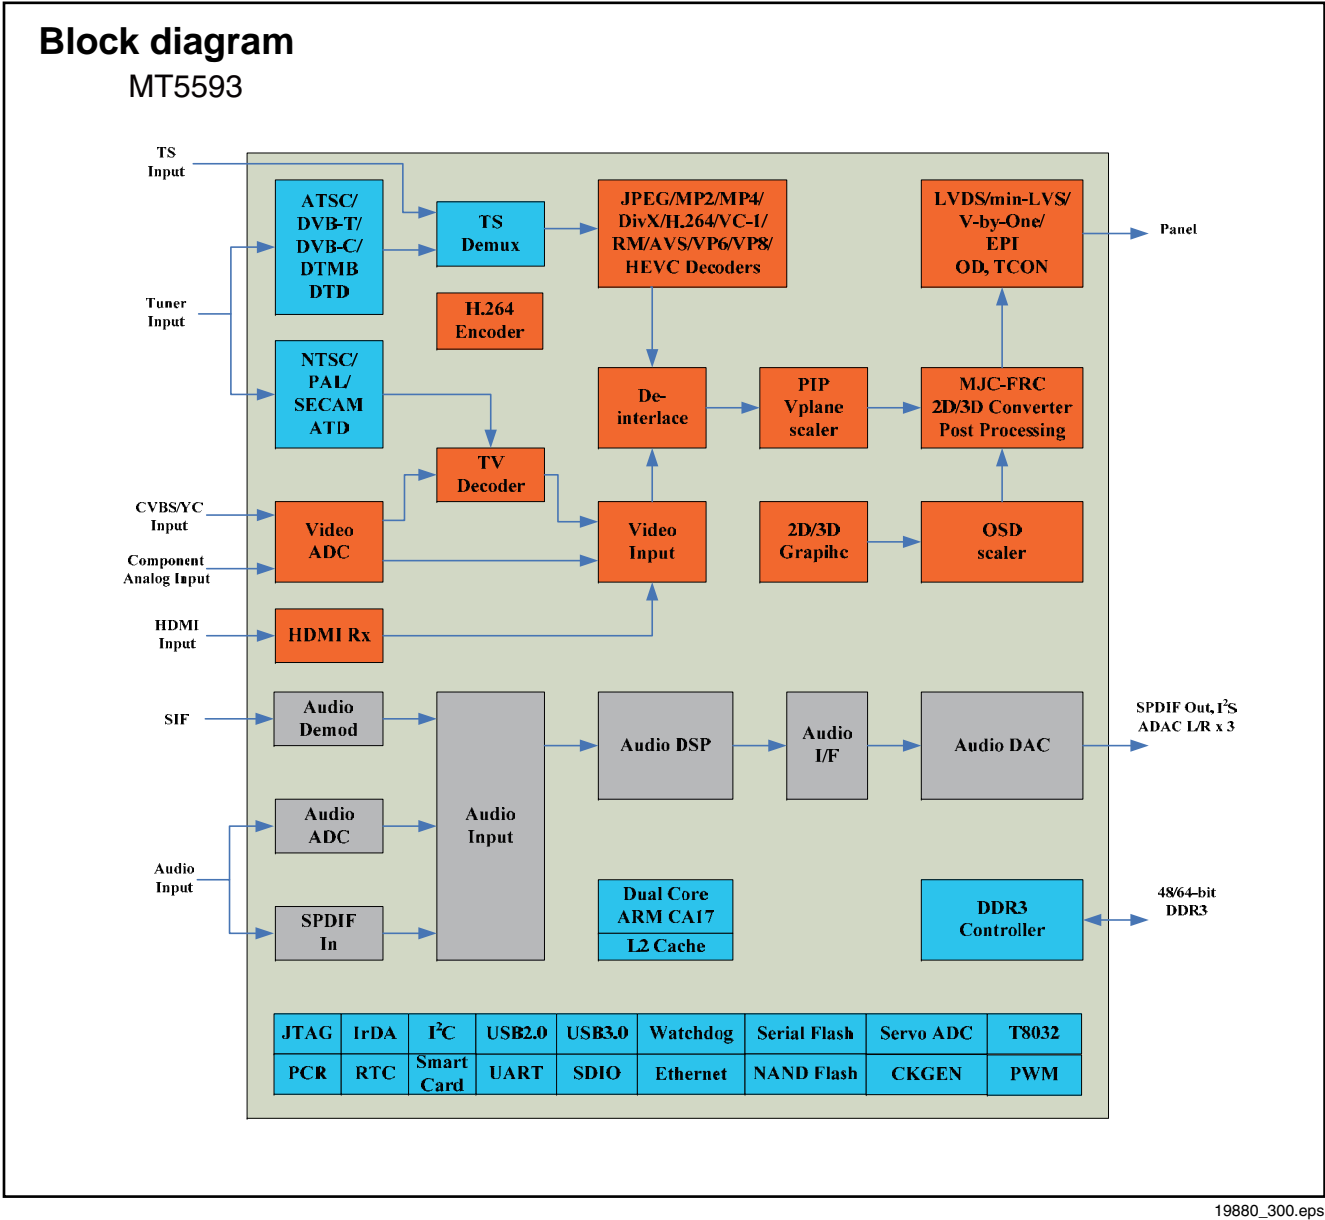 Block diagram
MT5593
TS
Input
Tuner
Input
CVBS/YC
Input
Component
Analog Input
HDMI
Input
SIF
Audio
Input
ATSC/
DVB-T/
DVB-C/
DTMB
DTD
NTSC/
PAL/
SECAM
ATD
Video
ADC
HDMI Rx
TS
Demux
H.264
Encoder
TV
Decoder
JPEG/MP2/MP4/
DivX/H.264/VC-1/
RM/AVS/VP6/VP8/
HEVC Decoders
De-
interlace
Video
Input
PIP
Vplane
scaler
2D/3D
Grapihc
LVDS/min-LVS/
V-by-One/
EPI
OD, TCON
MJC-FRC
2D/3D Converter
Post Processing
OSD
scaler
Panel
Audio
Demod
Audio
ADC
SPDIF
In
Audio
Input
Audio DSP
Audio
I/F
Audio DAC
SPDIF Out, I²S
ADAC L/R x 3
Dual Core
ARM CA17
L2 Cache
DDR3
Controller
48/64-bit
DDR3
JTAG IrDA I²C USB2.0 USB3.0 Watchdog Serial Flash Servo ADC T8032
PCR RTC Smart Card UART SDIO Ethernet NAND Flash CKGEN PWM
19880_300.eps